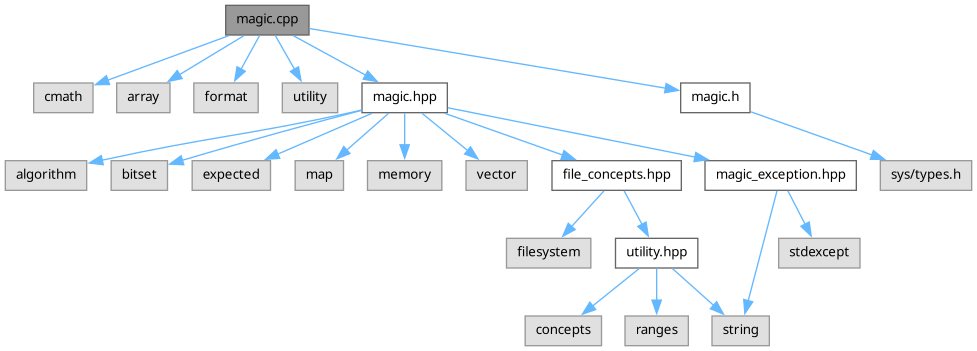 magic.cpp
cmath
array
format
utility
magic.hpp
magic.h
algorithm
bitset
expected
map
memory
vector
file_concepts.hpp
magic_exception.hpp
sys/types.h
filesystem
utility.hpp
stdexcept
concepts
ranges
string